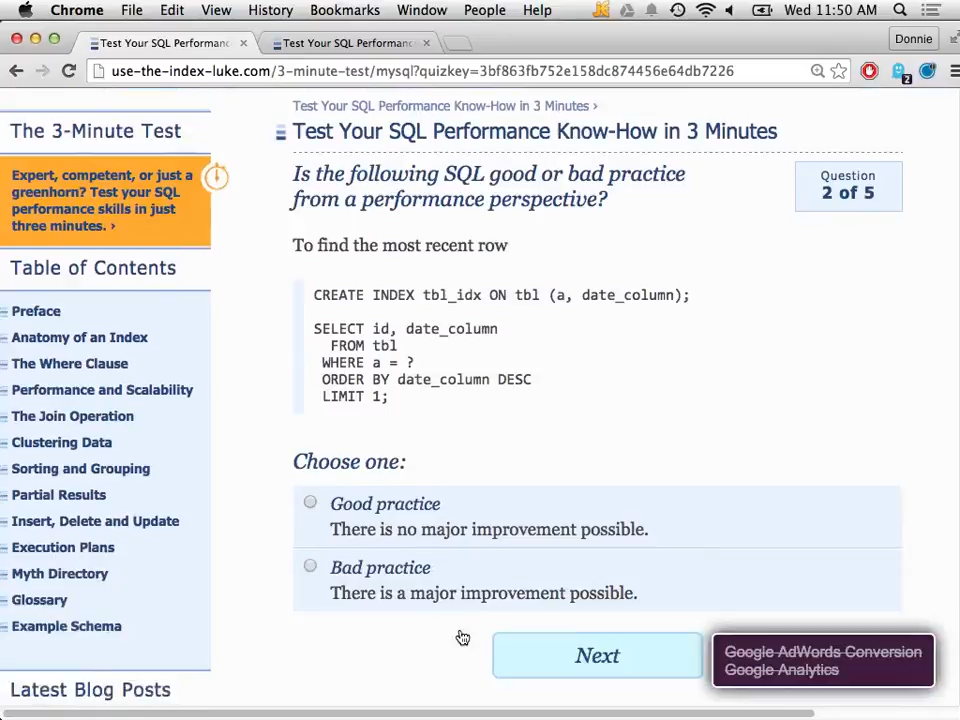 Chrome File Edit View History Bookmarks Window People Help Wed 11:50 AM
Test Your SQL Performanc
Test Your SQL Performanc
Donnie
use-the-index-luke.com/3-minute-test/mysql?quizkey=3bf863fb752e158dc874456e64db7226
2
The 3-Minute Test
Expert, competent, or just a
greenhorn? Test your SQL
performance skills in just
three minutes. ›
Table of Contents
Preface
Anatomy of an Index
The Where Clause
Performance and Scalability
The Join Operation
Clustering Data
Sorting and Grouping
Partial Results
Insert, Delete and Update
Execution Plans
Myth Directory
Glossary
Example Schema
Latest Blog Posts
Test Your SQL Performance Know-How in 3 Minutes ›
Test Your SQL Performance Know-How in 3 Minutes
Is the following SQL good or bad practice
from a performance perspective?
Question
2 of 5
To find the most recent row
CREATE INDEX tbl_idx ON tbl (a, date_column);
SELECT id, date_column
FROM tbl
WHERE a = ?
ORDER BY date_column DESC
LIMIT 1;
Choose one:
Good practice
There is no major improvement possible.
Bad practice
There is a major improvement possible.
Next
Google AdWords Conversion
Google Analytics